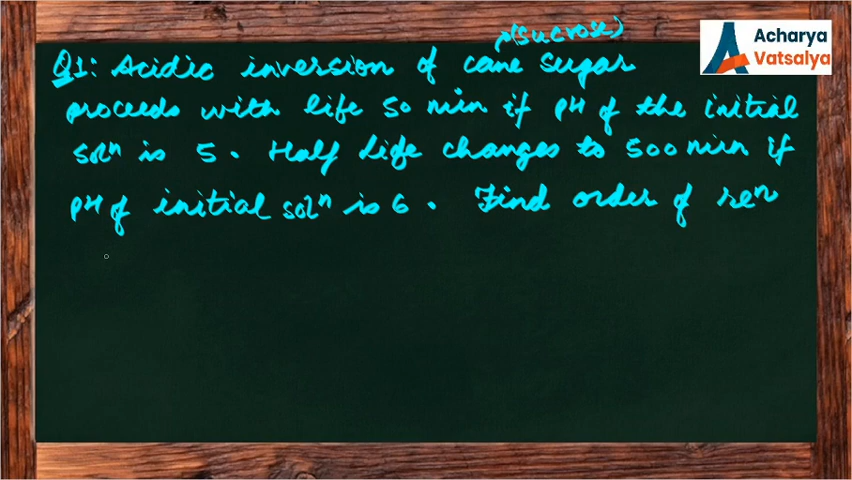 (sucrose)
Q1: Acidic inversion of cane sugar
proceeds with life 50 min if pH of the initial
solⁿ is 5. Half life changes to 500 min if
pH of initial solⁿ is 6. Find order of rxⁿ
Acharya
Vatsalya